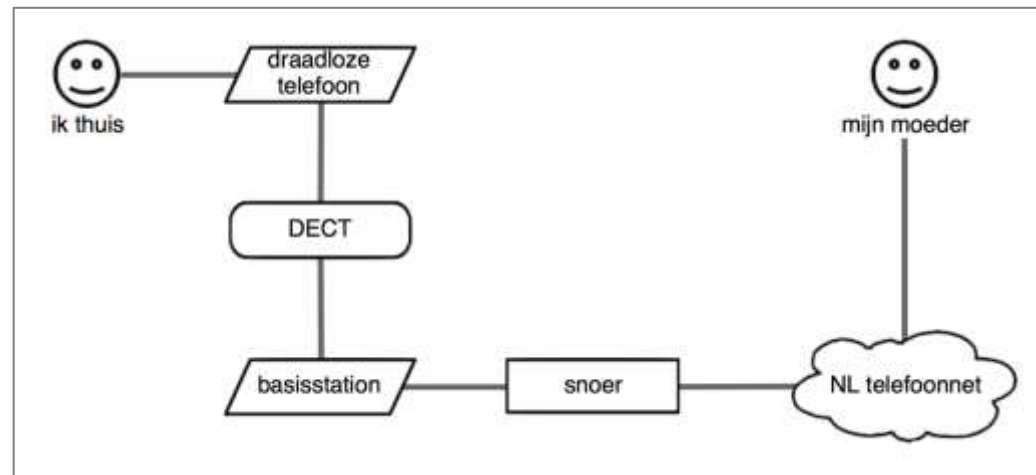 draadloze
telefoon
ik thuis
mijn moeder
DECT
basisstation
snoer
NL telefoonnet